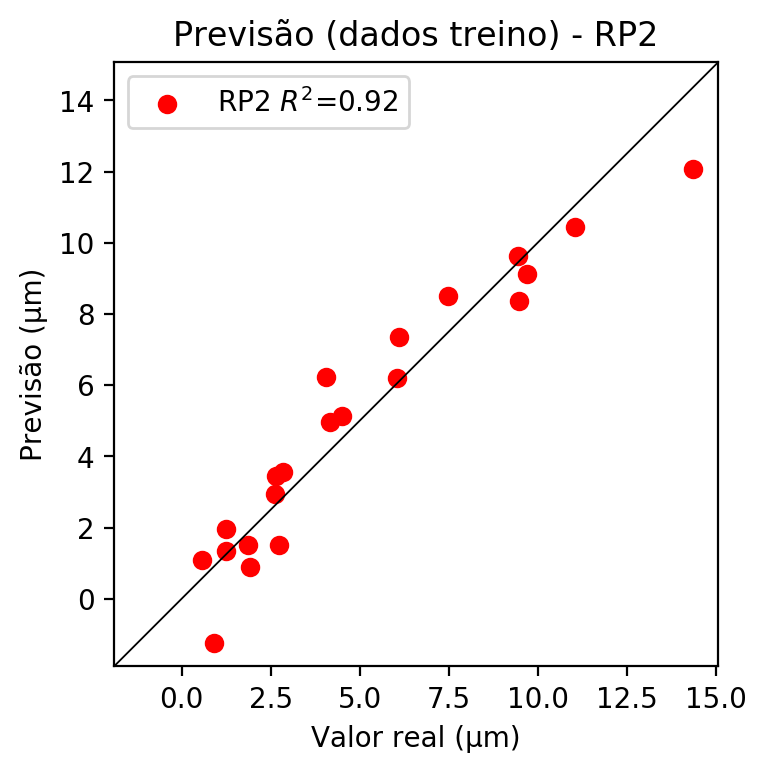 Previsão (dados treino) - RP2
RP2 R²=0.92
14
12
10
8
6
4
2
0
Previsão (μm)
0.0 2.5 5.0 7.5 10.0 12.5 15.0
Valor real (μm)